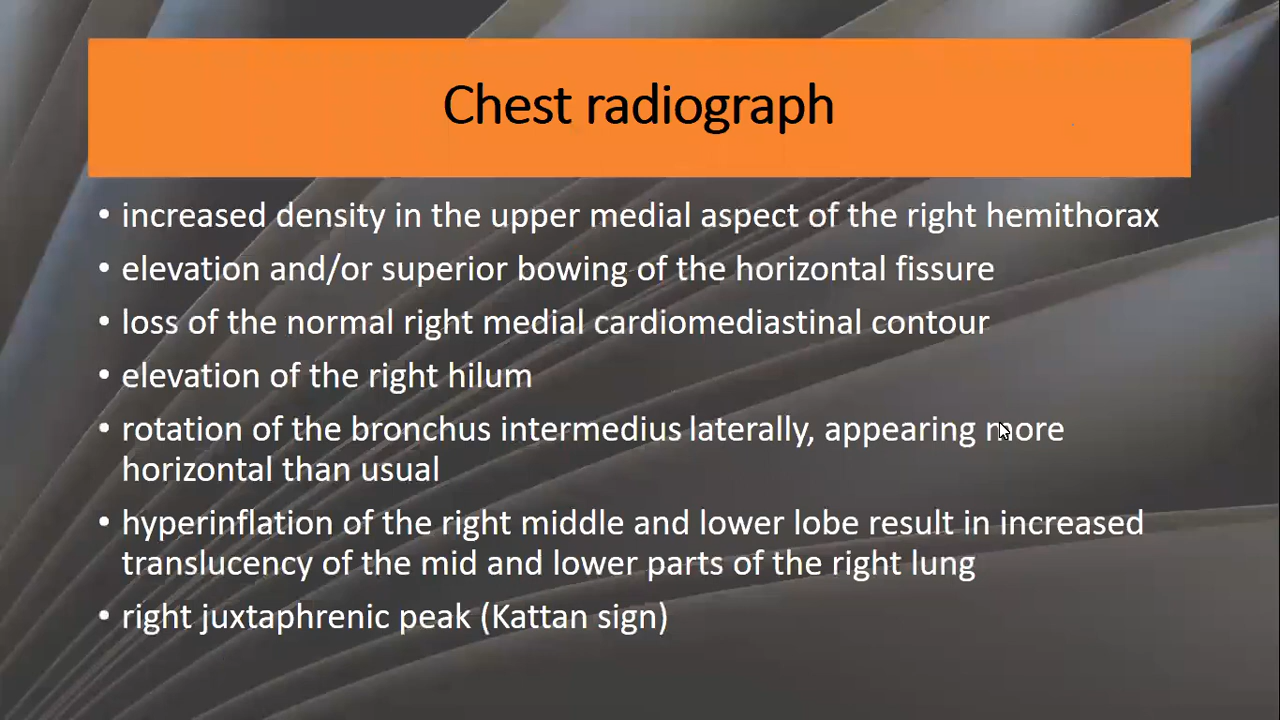 Chest radiograph
• increased density in the upper medial aspect of the right hemithorax
• elevation and/or superior bowing of the horizontal fissure
• loss of the normal right medial cardiomediastinal contour
• elevation of the right hilum
• rotation of the bronchus intermedius laterally, appearing more
horizontal than usual
• hyperinflation of the right middle and lower lobe result in increased
translucency of the mid and lower parts of the right lung
• right juxtaphrenic peak (Kattan sign)